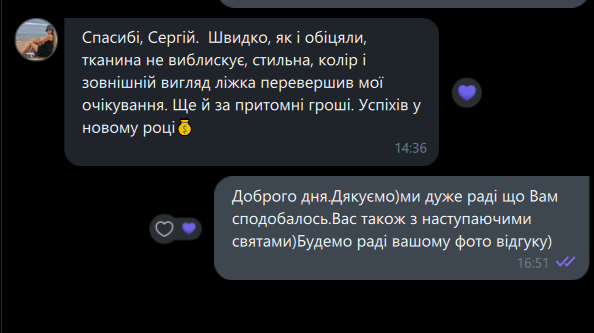 Спасибі, Сергій. Швидко, як і обіцяли,
тканина не виблискує, стильна, колір і
зовнішній вигляд ліжка перевершив мої
очікування. Ще й за притомні гроші. Успіхів у
новому році💰
14:36
Доброго дня.Дякуємо)ми дуже раді що Вам
сподобалось.Вас також з наступаючими
святами)Будемо раді вашому фото відгуку)
16:51